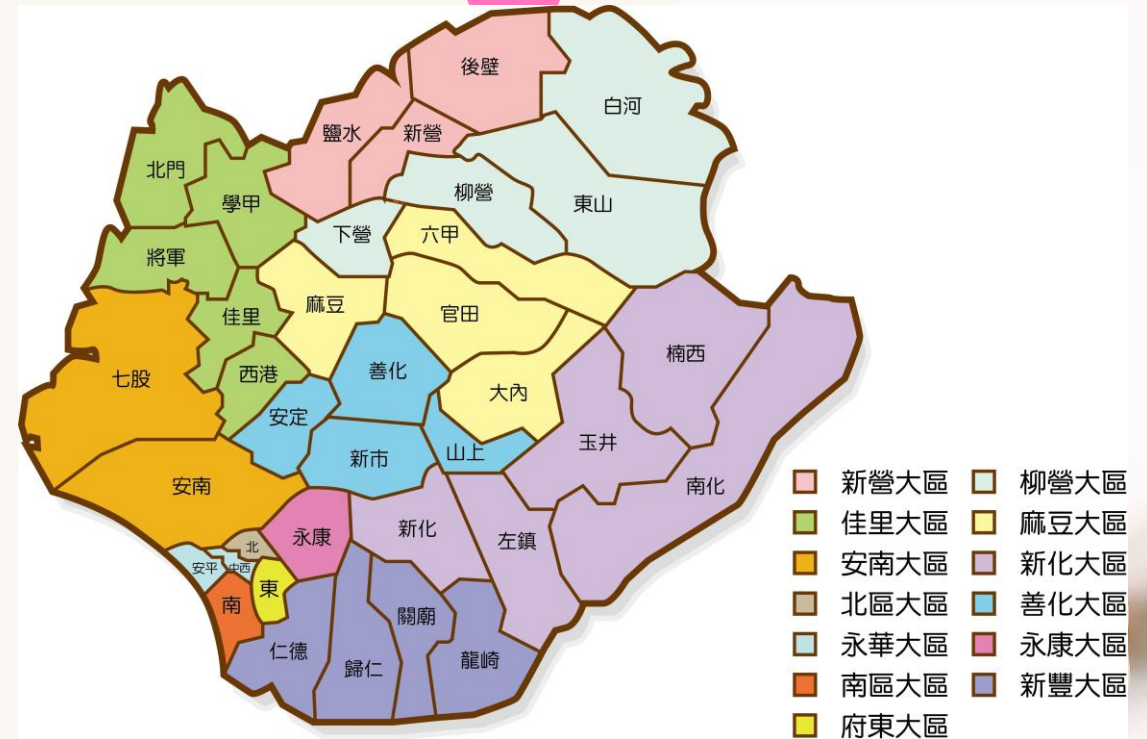 後壁
白河
鹽水
新營
北門
柳營
學甲
東山
下營
六甲
將軍
麻豆
官田
佳里
楠西
善化
西港
七股
大內
安定
玉井
山上
新市
安南
南化
新化
永康
左鎮
北
安平
中西
東
南
關廟
仁德
龍崎
歸仁
新營大區
柳營大區
佳里大區
麻豆大區
安南大區
新化大區
北區大區
善化大區
永華大區
永康大區
南區大區
新豐大區
府東大區